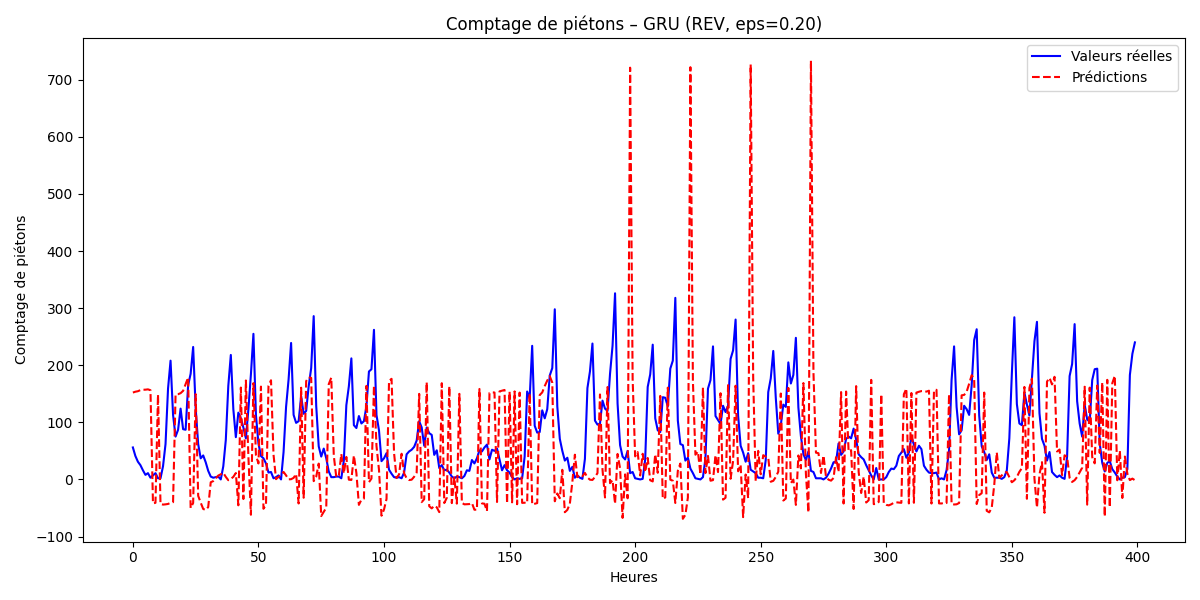 Comptage de piétons – GRU (REV, eps=0.20)
Valeurs réelles
Prédictions
Comptage de piétons
700
600
500
400
300
200
100
0
−100
0 50 100 150 200 250 300 350 400
Heures